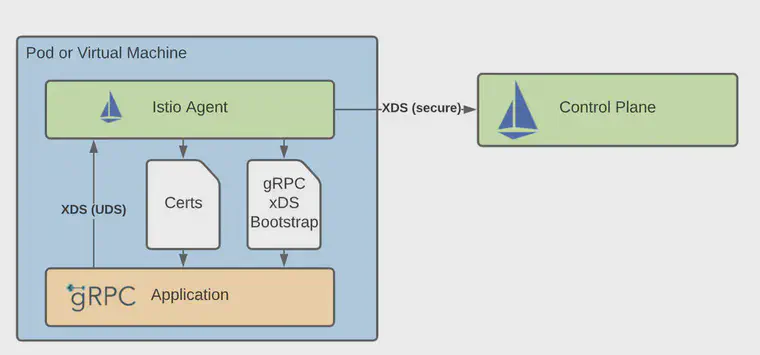 Pod or Virtual Machine
Istio Agent
XDS (secure)
Control Plane
XDS (UDS)
Certs
gRPC
xDS
Bootstrap
gRPC Application